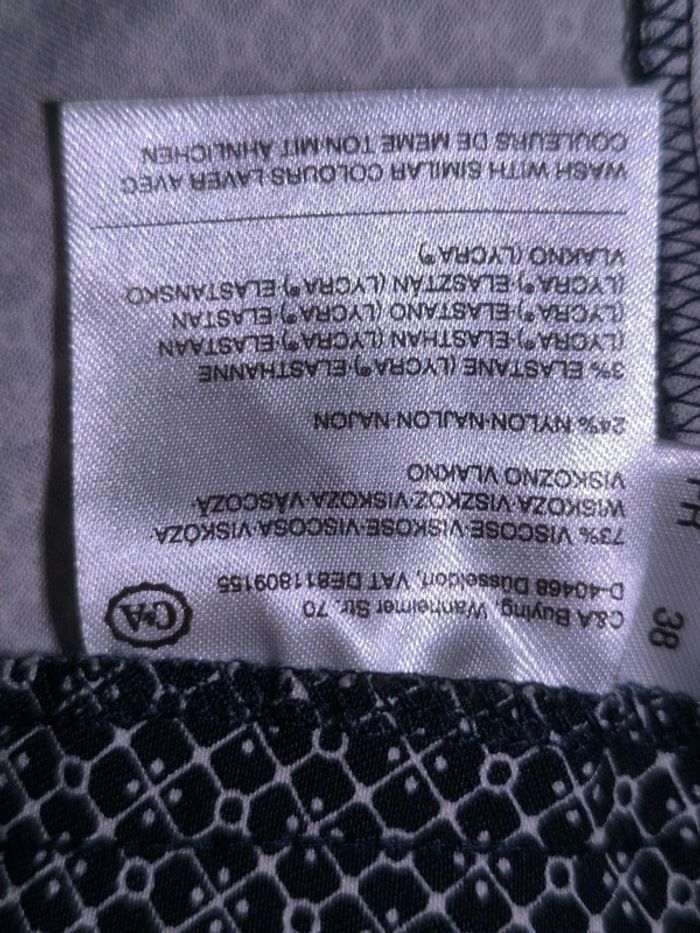 C&A
C&A Buying, Wanheimer Str. 70
D-40468 Düsseldorf, VAT DE811809155
73% VISCOSE·VISKOSE·VISCOSA·VISKÓZA·
WISKOZA·VISZKÓZ·VISKOZA·VÂSCOZĂ·
VISKOZNO VLAKNO
24% NYLON·NAJLON·NAJON
3% ELASTANE (LYCRA®)·ELASTHANNE
(LYCRA®)·ELASTHAN (LYCRA®)·ELASTAAN
(LYCRA®)·ELASTANO (LYCRA®)·ELASTAN
(LYCRA®)·ELASZTÁN (LYCRA®)·ELASTANSKO
VLAKNO (LYCRA®)
WASH WITH SIMILAR COLOURS·LAVER AVEC
COULEURS DE MEME TON·MIT ÄHNLICHEN
38